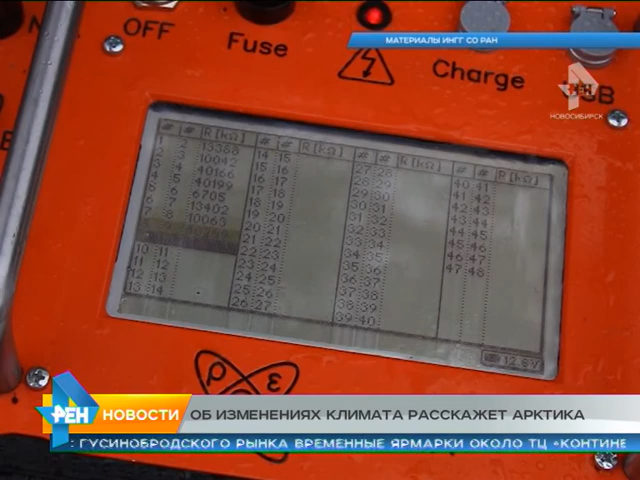 OFF
Fuse
МАТЕРИАЛЫ ИНГГ СО РАН
Charge
РЕН
НОВОСИБИРСК
# # R[kΩ]
1 2 13388
2 3 10042
3 4 40166
4 5 40199
5 6 6705
6 7 13402
7 8 10063
10 11
11 12
12 13
13 14
# # R[kΩ]
14 15
15 16
16 17
17 18
18 19
19 20
20 21
21 22
22 23
23 24
24 25
25 26
26 27
# # R[kΩ]
27 28
28 29
29 30
30 31
31 32
32 33
33 34
34 35
35 36
36 37
37 38
38 39
39 40
# # R[kΩ]
40 41
41 42
42 43
43 44
44 45
45 46
46 47
47 48
12.8V
ρ ε
РЕН НОВОСТИ ОБ ИЗМЕНЕНИЯХ КЛИМАТА РАССКАЖЕТ АРКТИКА
ГУСИНОБРОДСКОГО РЫНКА ВРЕМЕННЫЕ ЯРМАРКИ ОКОЛО ТЦ «КОНТИНЕ